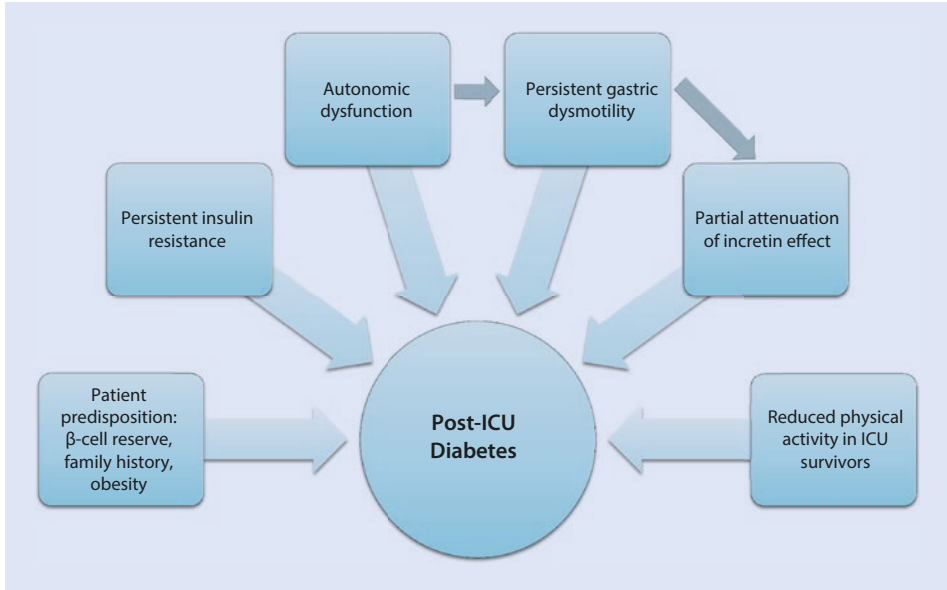 Autonomic
dysfunction
Persistent gastric
dysmotility
Persistent insulin
resistance
Partial attenuation
of incretin effect
Patient
predisposition:
β-cell reserve,
family history,
obesity
Post-ICU
Diabetes
Reduced physical
activity in ICU
survivors